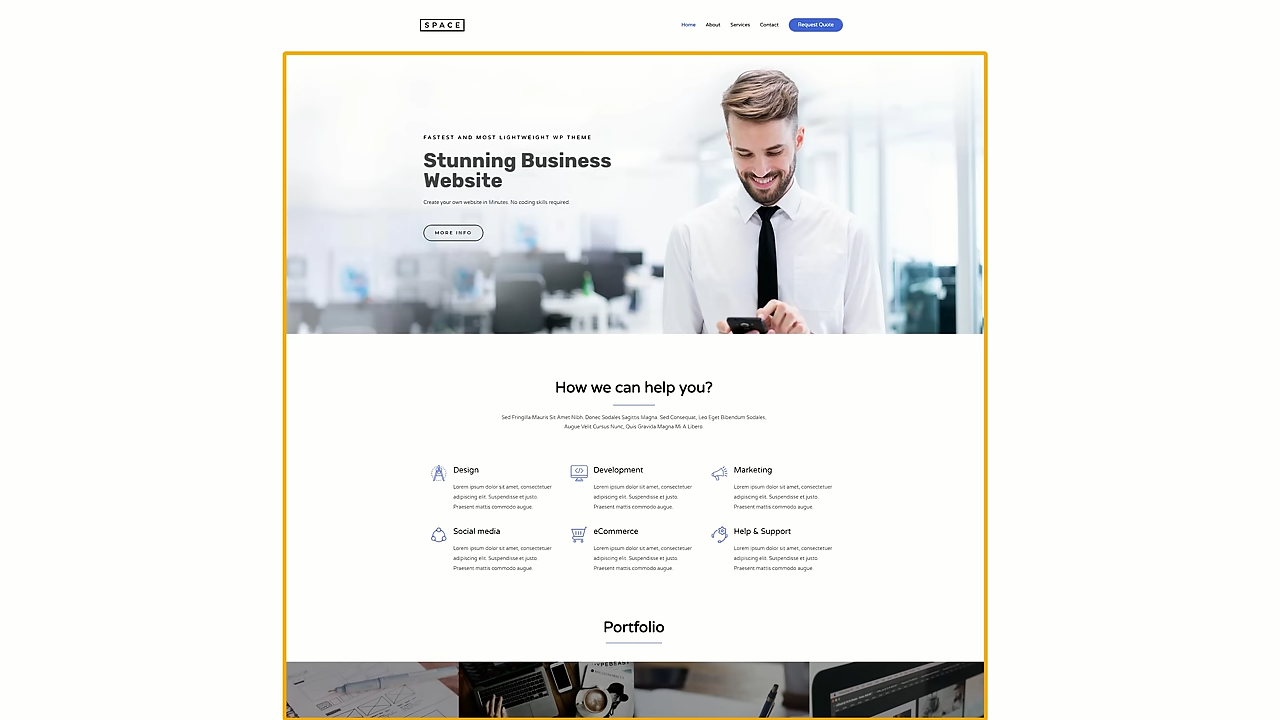 SPACE
Home About Services Contact Request Quote
FASTEST AND MOST LIGHTWEIGHT WP THEME
Stunning Business
Website
Create your own website in Minutes. No coding skills required.
MORE INFO
How we can help you?
Sed Fringilla Mauris Sit Amet Nibh. Donec Sodales Sagittis Magna. Sed Consequat, Leo Eget Bibendum Sodales,
Augue Velit Cursus Nunc, Quis Gravida Magna Mi A Libero.
Design
Lorem ipsum dolor sit amet, consectetuer
adipiscing elit. Suspendisse et justo.
Praesent mattis commodo augue.
Development
Lorem ipsum dolor sit amet, consectetuer
adipiscing elit. Suspendisse et justo.
Praesent mattis commodo augue.
Marketing
Lorem ipsum dolor sit amet, consectetuer
adipiscing elit. Suspendisse et justo.
Praesent mattis commodo augue.
Social media
Lorem ipsum dolor sit amet, consectetuer
adipiscing elit. Suspendisse et justo.
Praesent mattis commodo augue.
eCommerce
Lorem ipsum dolor sit amet, consectetuer
adipiscing elit. Suspendisse et justo.
Praesent mattis commodo augue.
Help & Support
Lorem ipsum dolor sit amet, consectetuer
adipiscing elit. Suspendisse et justo.
Praesent mattis commodo augue.
Portfolio